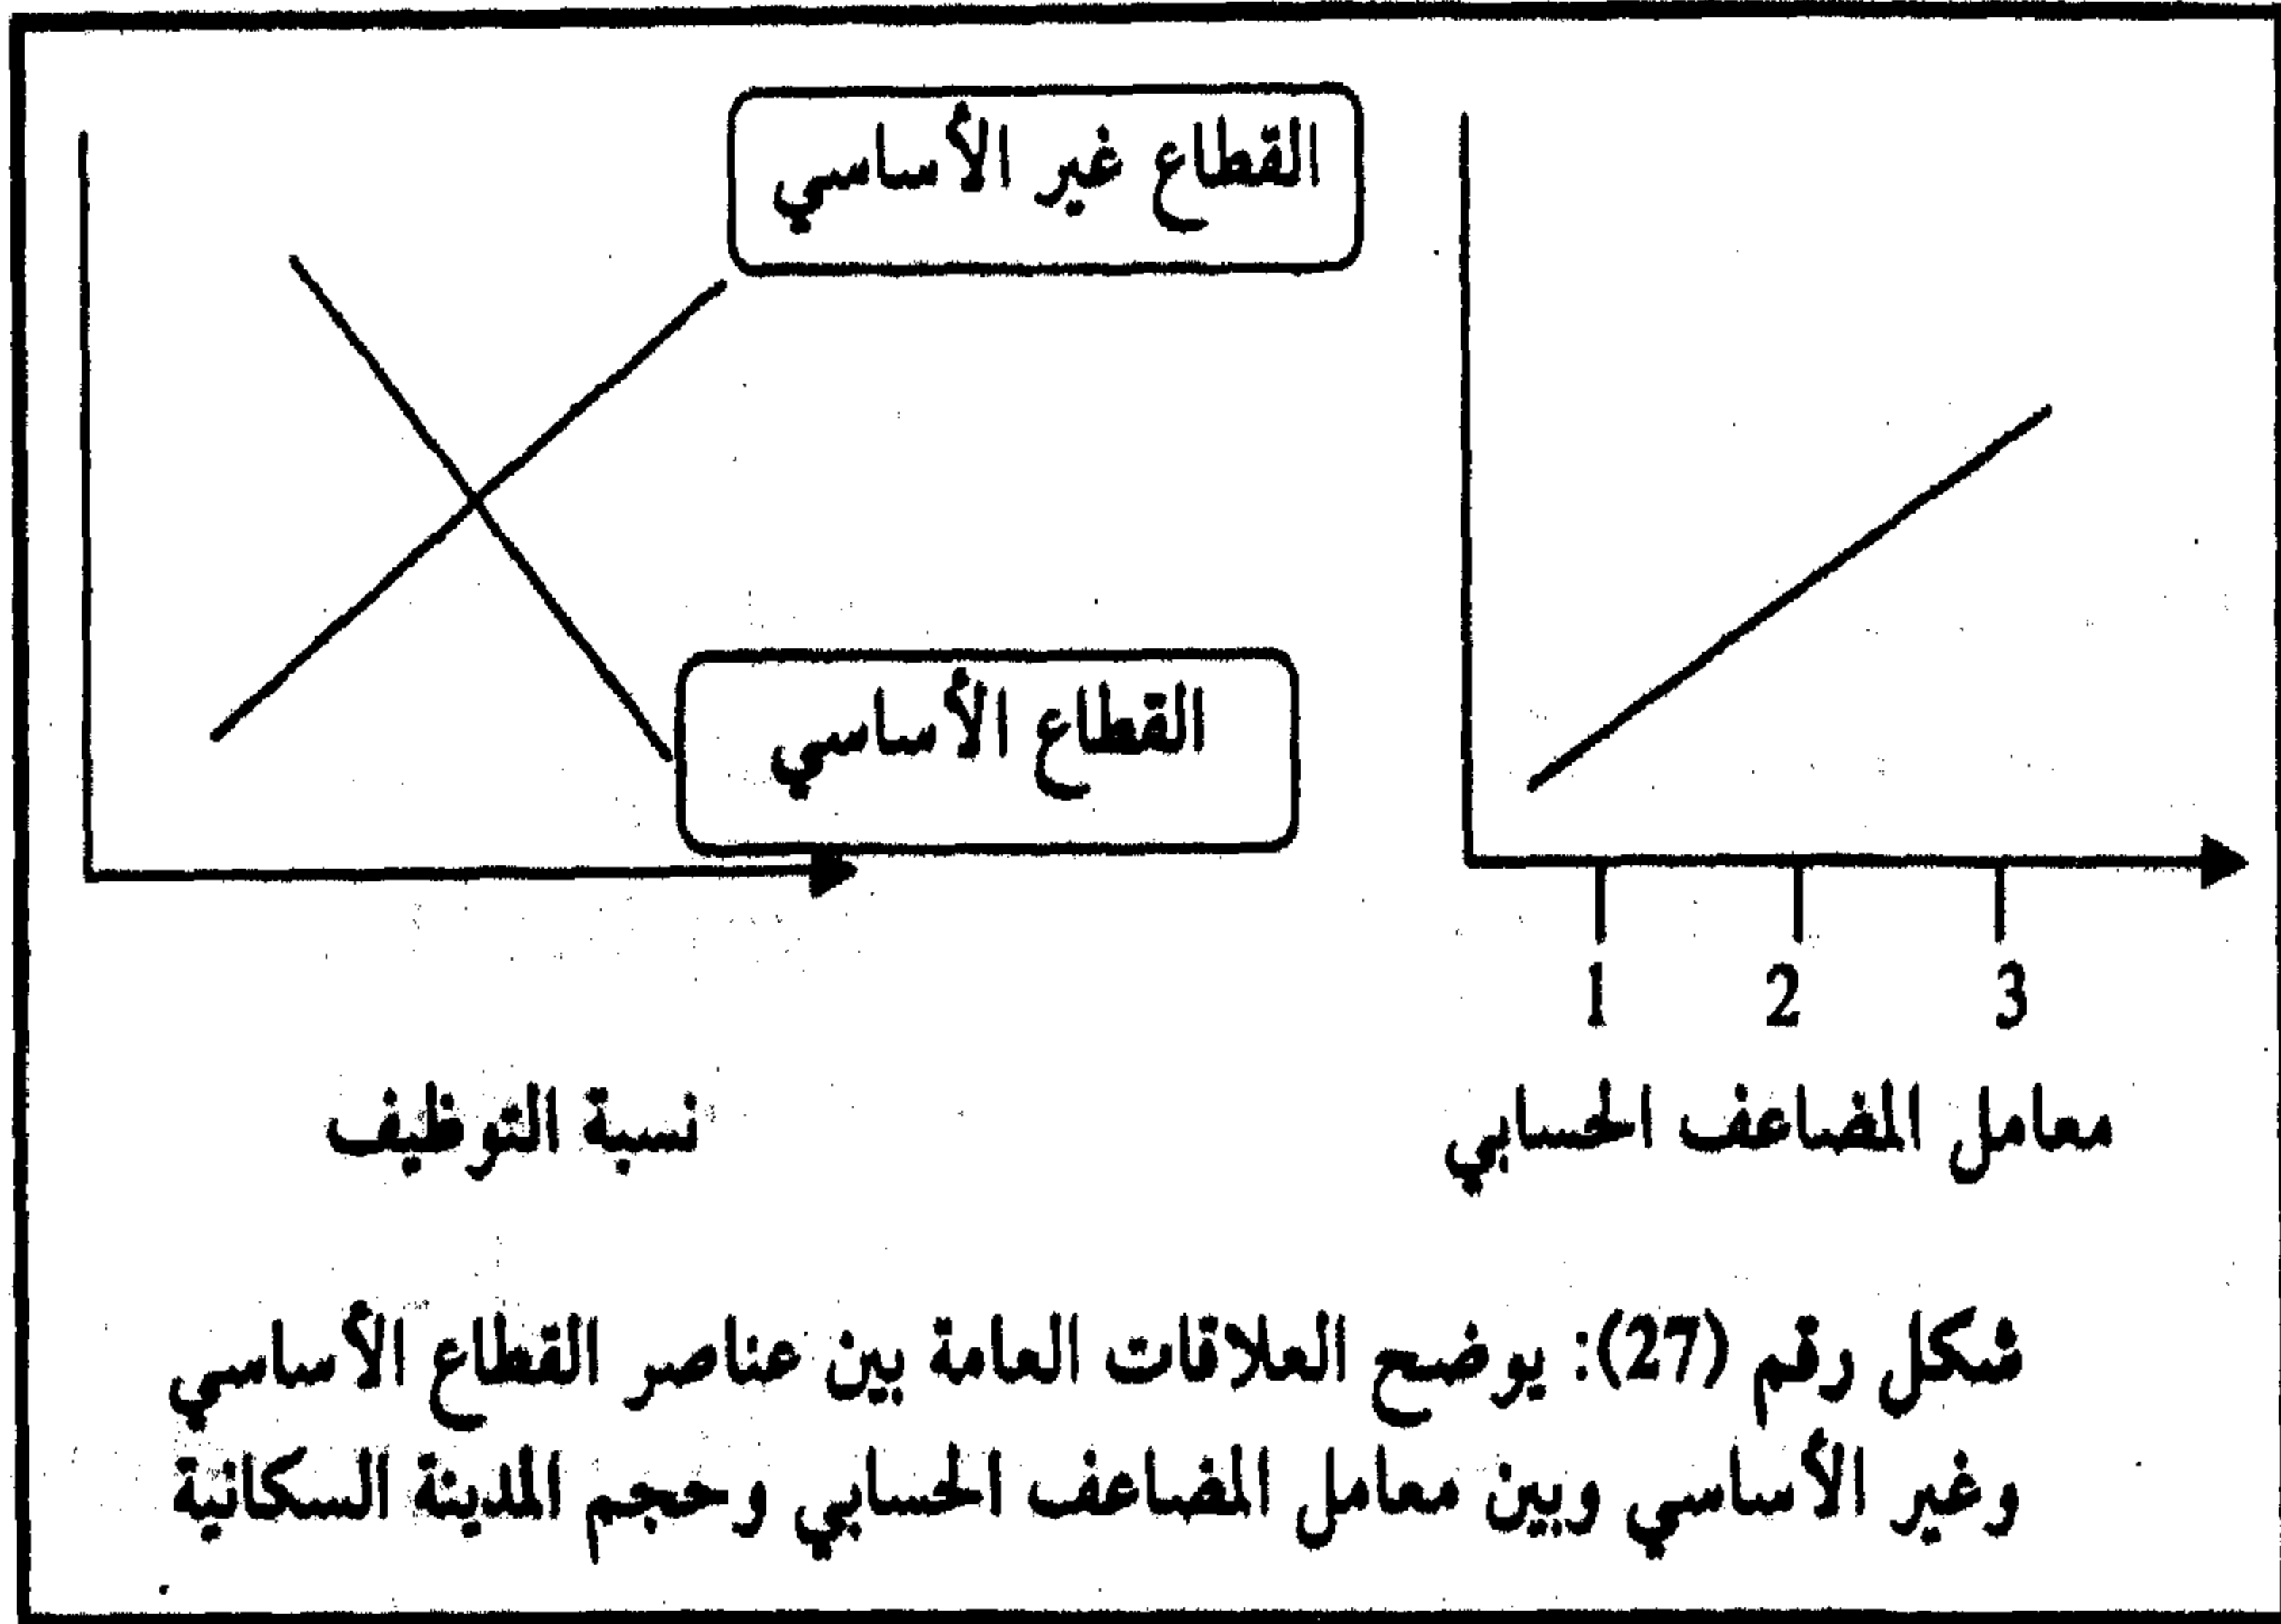 القطاع غير الأساسي
القطاع الأساسي
1 2 3
معامل المضاعف الحسابي
نسبة التوظيف
شكل رقم (27): يوضح العلاقات العامة بين عناصر القطاع الأساسي
وغير الأساسي وبين معامل المضاعف الحسابي وحجم المدينة السكانية